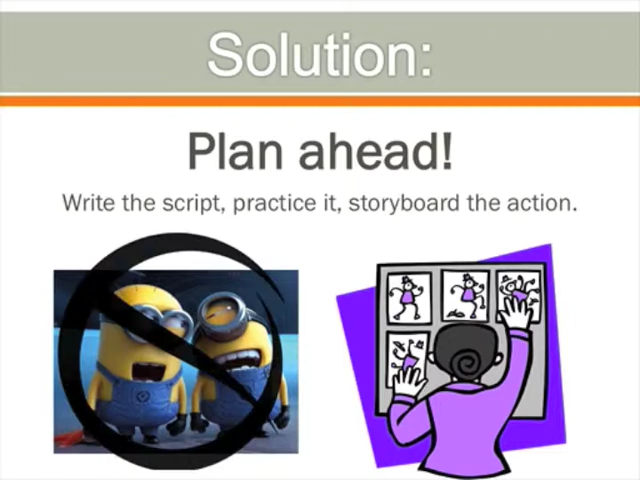 Solution:
Plan ahead!
Write the script, practice it, storyboard the action.